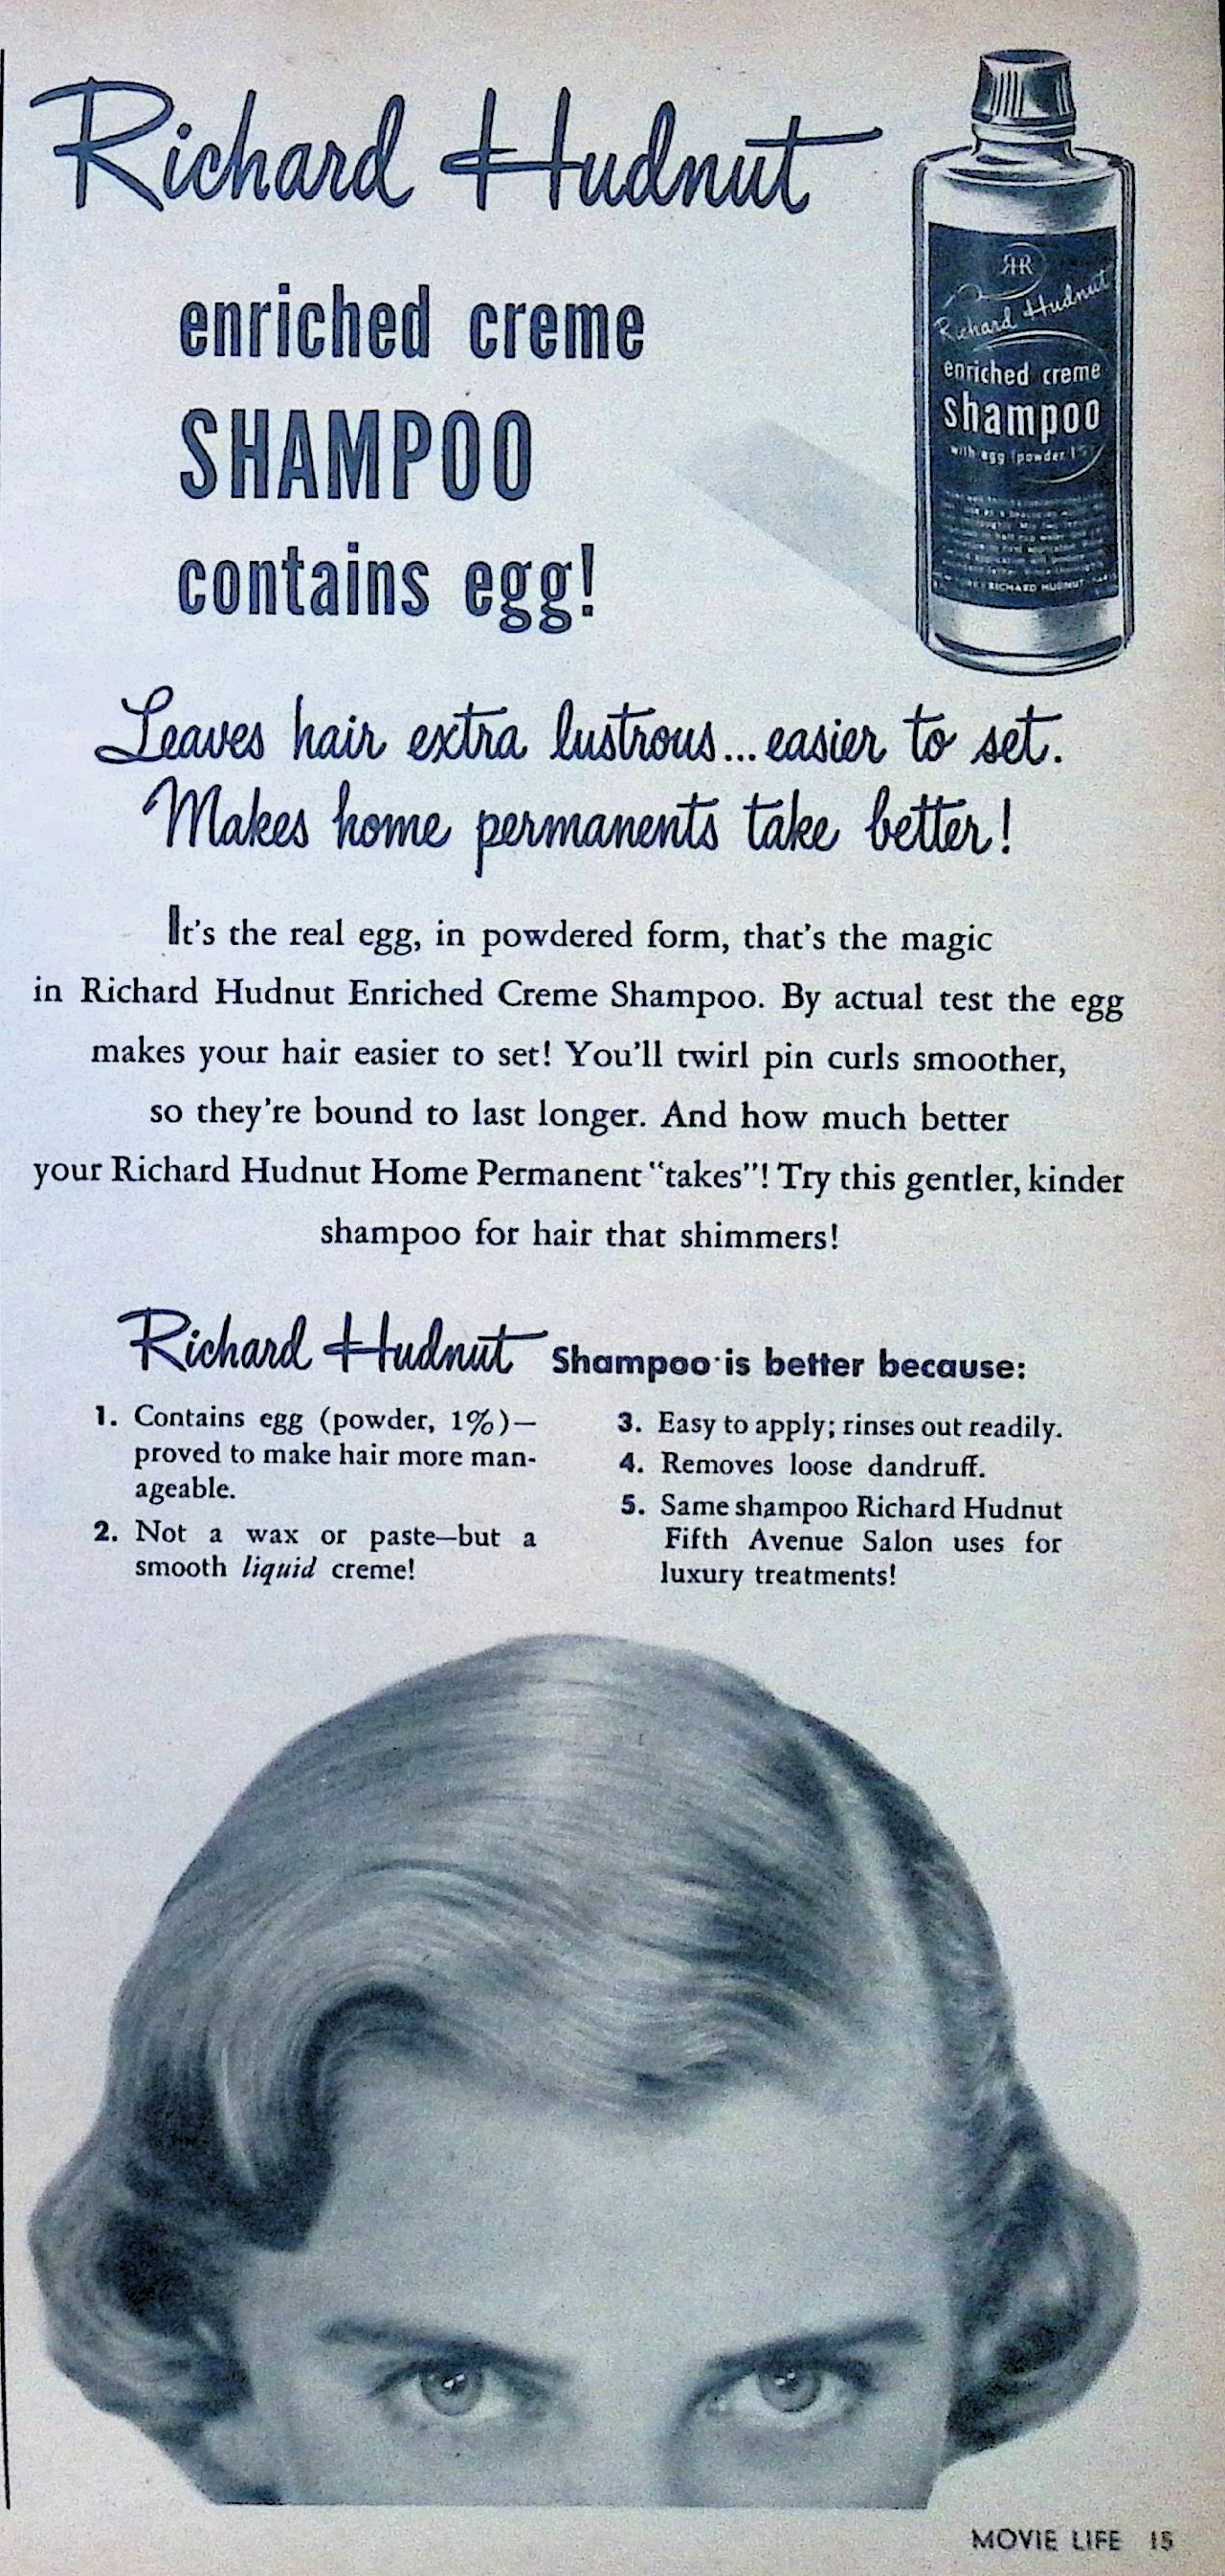 Richard Hudnut
enriched creme
SHAMPOO
contains egg!
RH
Richard Hudnut
enriched creme
shampoo
with egg (powder 1%)
RICHARD HUDNUT
Leaves hair extra lustrous...easier to set.
Makes home permanents take better!
It's the real egg, in powdered form, that's the magic
in Richard Hudnut Enriched Creme Shampoo. By actual test the egg
makes your hair easier to set! You'll twirl pin curls smoother,
so they're bound to last longer. And how much better
your Richard Hudnut Home Permanent "takes"! Try this gentler, kinder
shampoo for hair that shimmers!
Richard Hudnut Shampoo is better because:
1. Contains egg (powder, 1%)—
proved to make hair more man-
ageable.
2. Not a wax or paste—but a
smooth liquid creme!
3. Easy to apply; rinses out readily.
4. Removes loose dandruff.
5. Same shampoo Richard Hudnut
Fifth Avenue Salon uses for
luxury treatments!
MOVIE LIFE 15